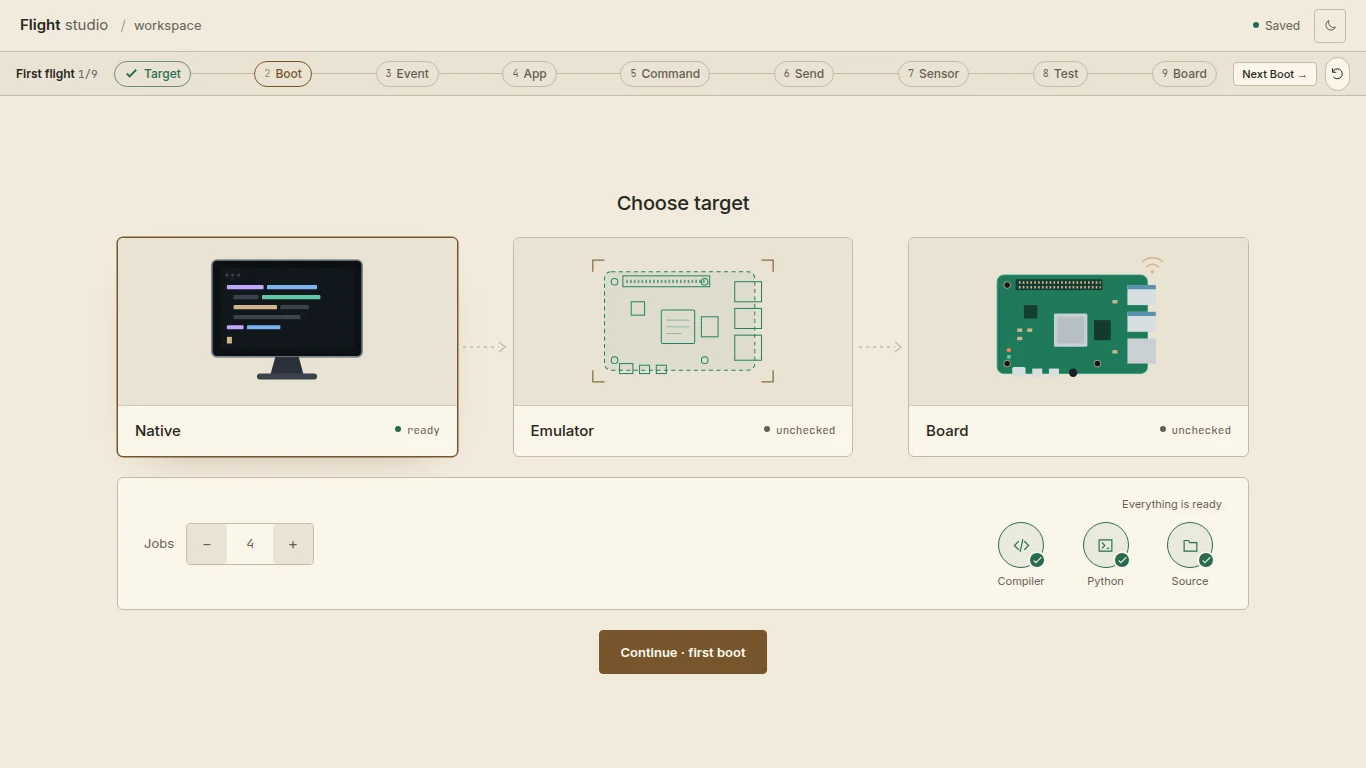 Flight studio / workspace
Saved
First flight 1/9
Target
2 Boot
3 Event
4 App
5 Command
6 Send
7 Sensor
8 Test
9 Board
Next Boot →
Choose target
Native
ready
Emulator
unchecked
Board
unchecked
Everything is ready
Jobs − 4 +
Compiler
Python
Source
Continue · first boot